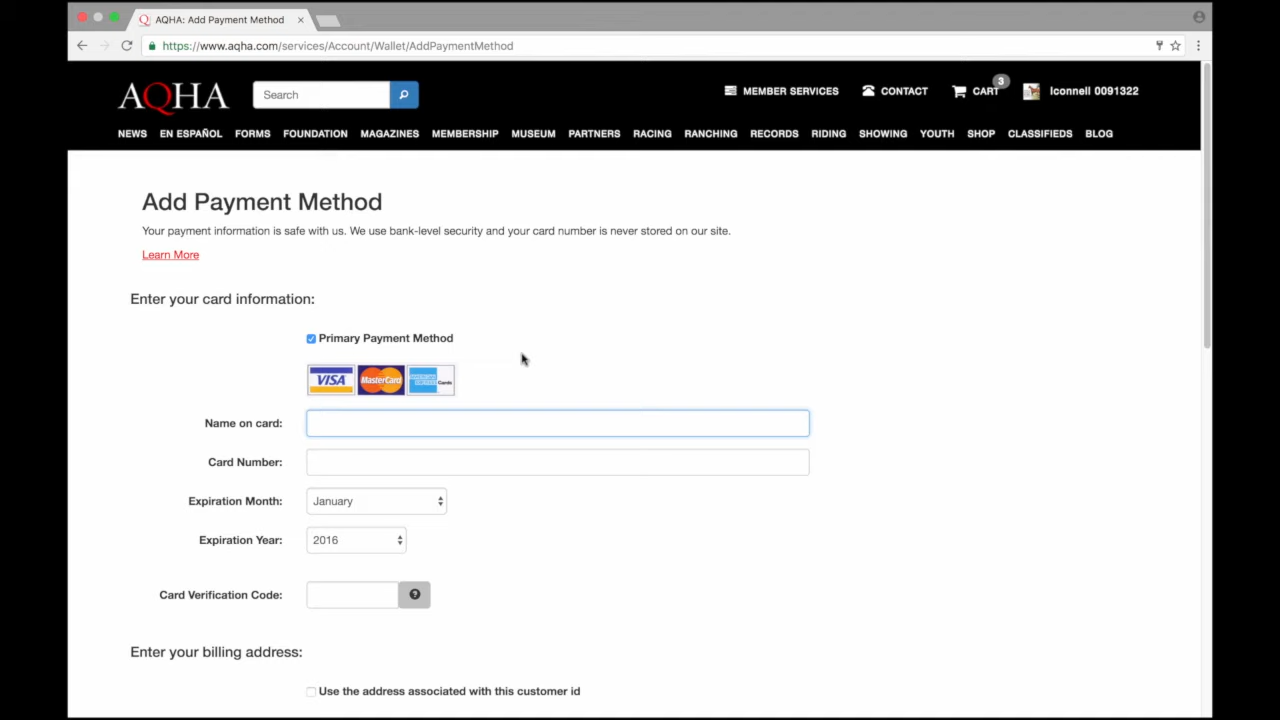 AQHA: Add Payment Method
https://www.aqha.com/services/Account/Wallet/AddPaymentMethod
AQHA
Search
MEMBER SERVICES
CONTACT
CART
3
lconnell 0091322
NEWS EN ESPAÑOL FORMS FOUNDATION MAGAZINES MEMBERSHIP MUSEUM PARTNERS RACING RANCHING RECORDS RIDING SHOWING YOUTH SHOP CLASSIFIEDS BLOG
Add Payment Method
Your payment information is safe with us. We use bank-level security and your card number is never stored on our site.
Learn More
Enter your card information:
Primary Payment Method
VISA MasterCard AMERICAN EXPRESS Cards
Name on card:
Card Number:
Expiration Month: January
Expiration Year: 2016
Card Verification Code: ?
Enter your billing address:
Use the address associated with this customer id